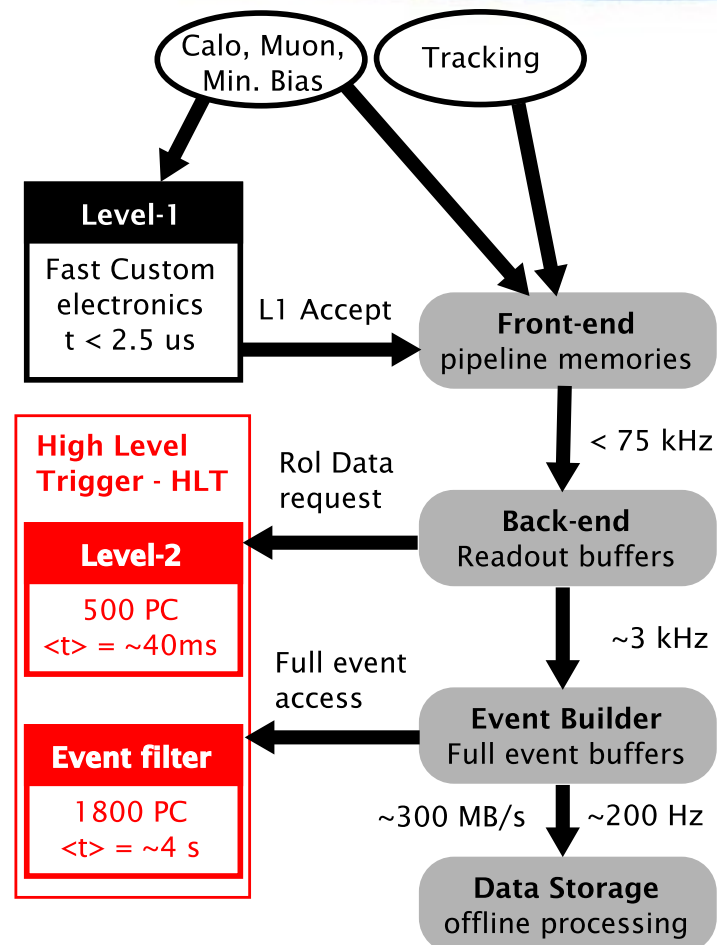 Calo, Muon,
Min. Bias
Tracking
Level-1
Fast Custom
electronics
t < 2.5 us
L1 Accept
Front-end
pipeline memories
< 75 kHz
High Level
Trigger - HLT
RoI Data
request
Back-end
Readout buffers
Level-2
500 PC
<t> = ~40ms
~3 kHz
Full event
access
Event Builder
Full event buffers
Event filter
1800 PC
<t> = ~4 s
~300 MB/s
~200 Hz
Data Storage
offline processing